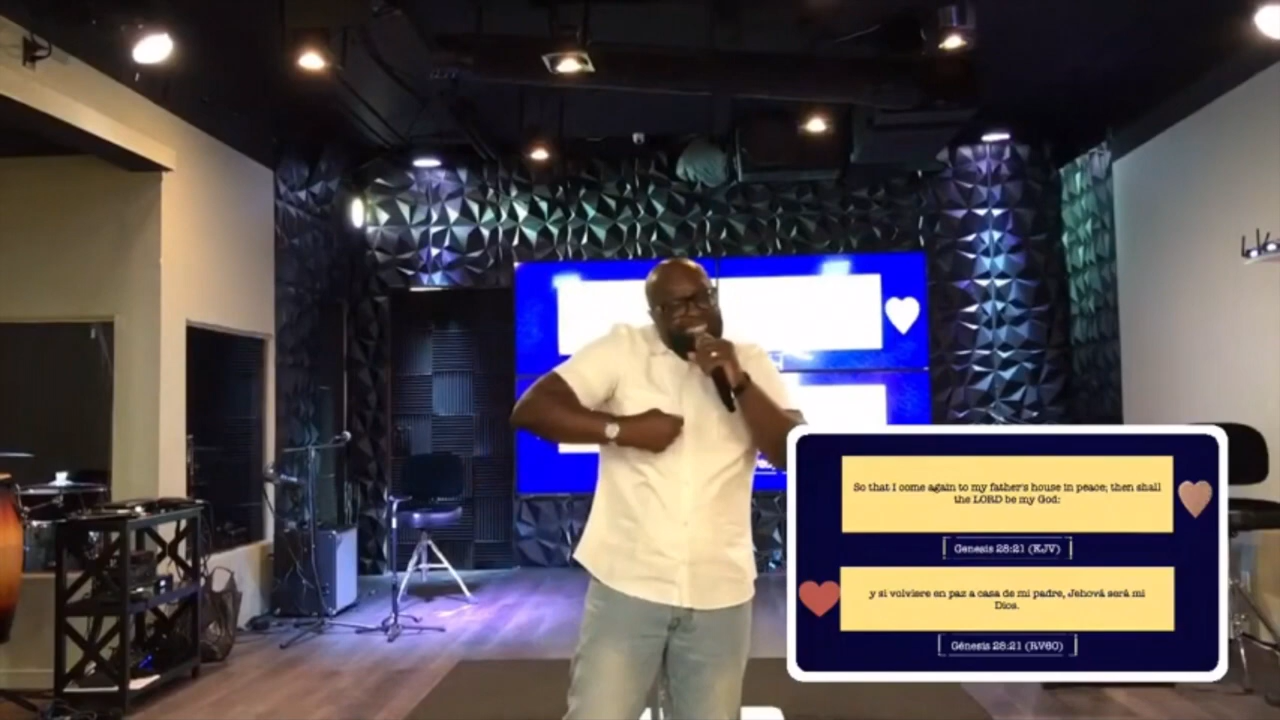 So that I come again to my father's house in peace; then shall
the LORD be my God:
Genesis 28:21 (KJV)
y si volviere en paz a casa de mi padre, Jehová será mi
Dios.
Génesis 28:21 (RV60)